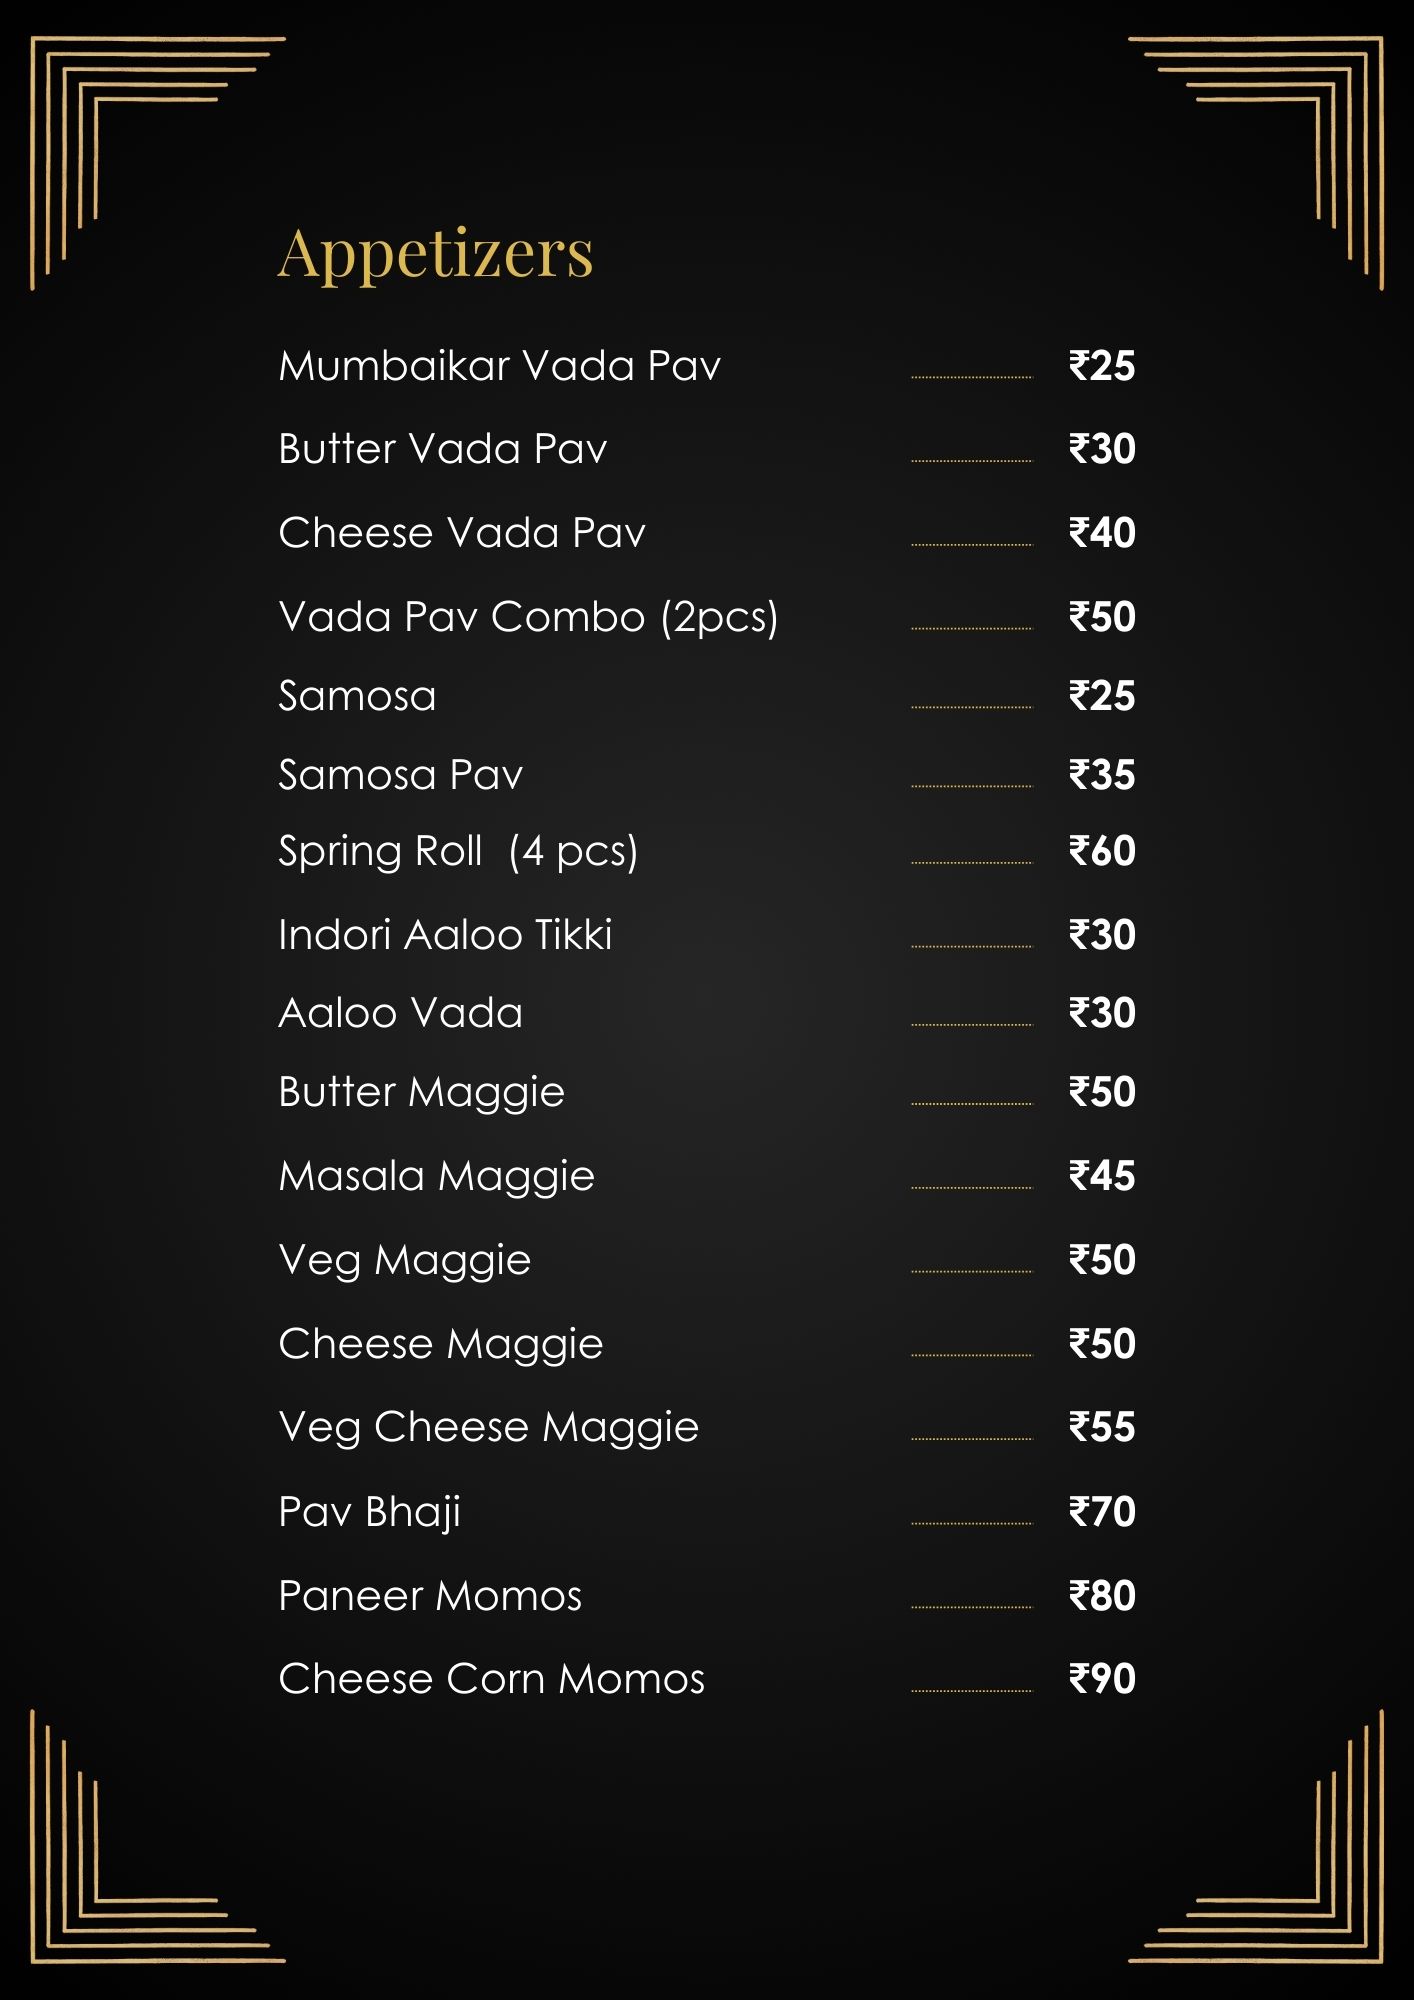 Appetizers
Mumbaikar Vada Pav ₹25
Butter Vada Pav ₹30
Cheese Vada Pav ₹40
Vada Pav Combo (2pcs) ₹50
Samosa ₹25
Samosa Pav ₹35
Spring Roll  (4 pcs) ₹60
Indori Aaloo Tikki ₹30
Aaloo Vada ₹30
Butter Maggie ₹50
Masala Maggie ₹45
Veg Maggie ₹50
Cheese Maggie ₹50
Veg Cheese Maggie ₹55
Pav Bhaji ₹70
Paneer Momos ₹80
Cheese Corn Momos ₹90